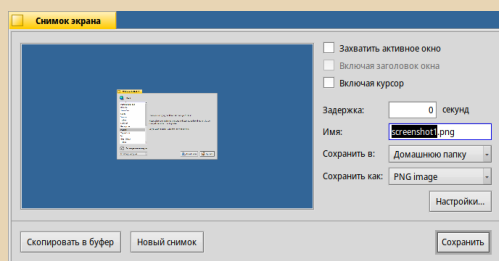 Снимок экрана
Захватить активное окно
Включая заголовок окна
Включая курсор
Задержка: 0 секунд
Имя: screenshot1.png
Сохранить в: Домашнюю папку
Сохранить как: PNG image
Настройки...
Скопировать в буфер Новый снимок Сохранить